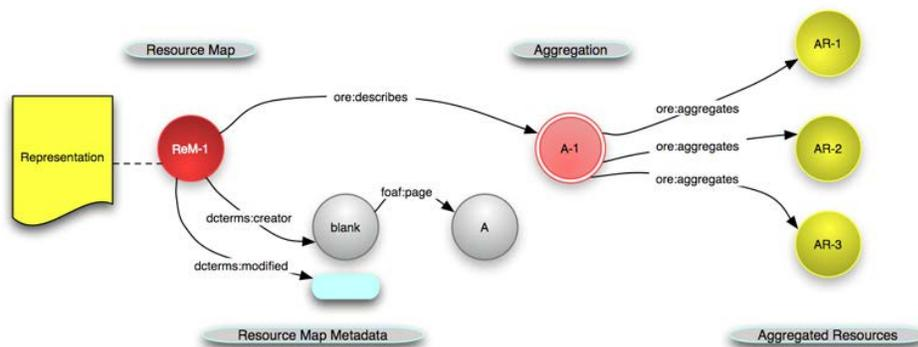 Resource Map
Aggregation
AR-1
ore:describes
ore:aggregates
Representation
ReM-1
A-1
ore:aggregates
AR-2
ore:aggregates
foaf:page
dcterms:creator
blank
A
AR-3
dcterms:modified
Resource Map Metadata
Aggregated Resources